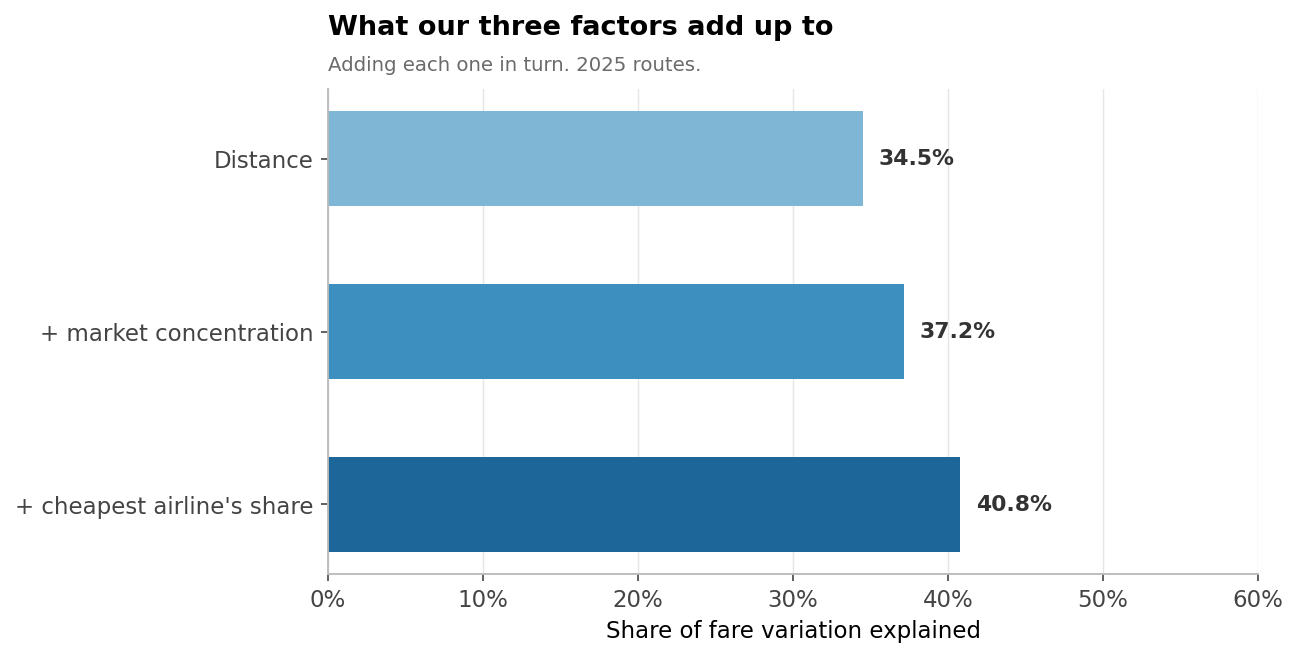 What our three factors add up to
Adding each one in turn. 2025 routes.
Distance
34.5%
+ market concentration
37.2%
+ cheapest airline's share
40.8%
0% 10% 20% 30% 40% 50% 60%
Share of fare variation explained